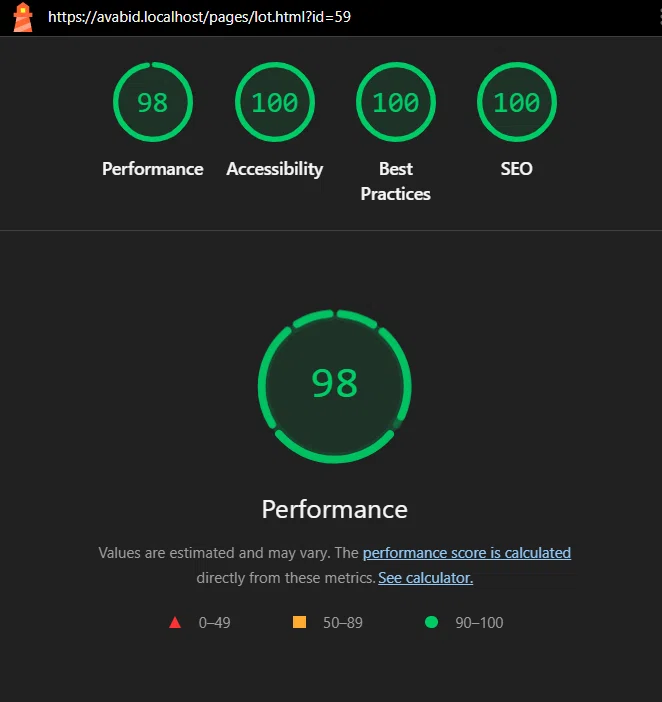 https://avabid.localhost/pages/lot.html?id=59
98 100 100 100
Performance Accessibility Best Practices SEO
98
Performance
Values are estimated and may vary. The performance score is calculated
directly from these metrics. See calculator.
0–49 50–89 90–100